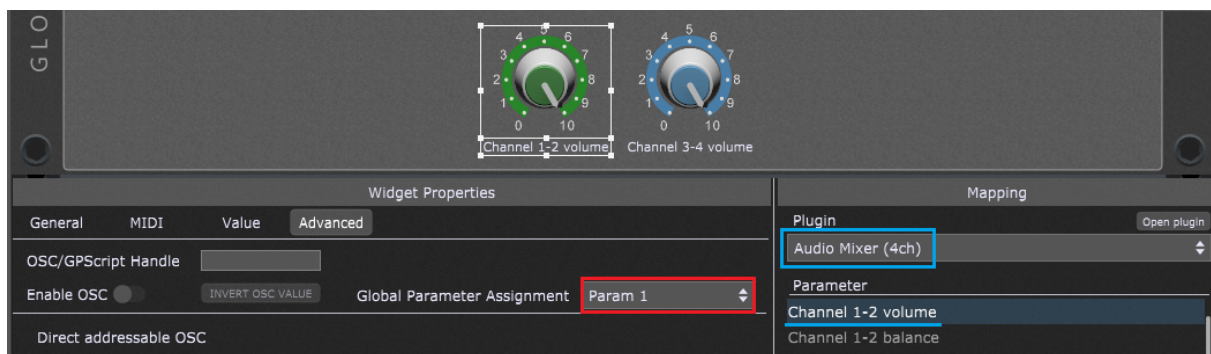 GLO
4 5 6
3 7
2 8
1 9
0 10
Channel 1-2 volume
4 5 6
3 7
2 8
1 9
0 10
Channel 3-4 volume
Widget Properties
General MIDI Value Advanced
OSC/GPScript Handle
Enable OSC INVERT OSC VALUE Global Parameter Assignment Param 1
Direct addressable OSC
Mapping
Plugin Open plugin
Audio Mixer (4ch)
Parameter
Channel 1-2 volume
Channel 1-2 balance